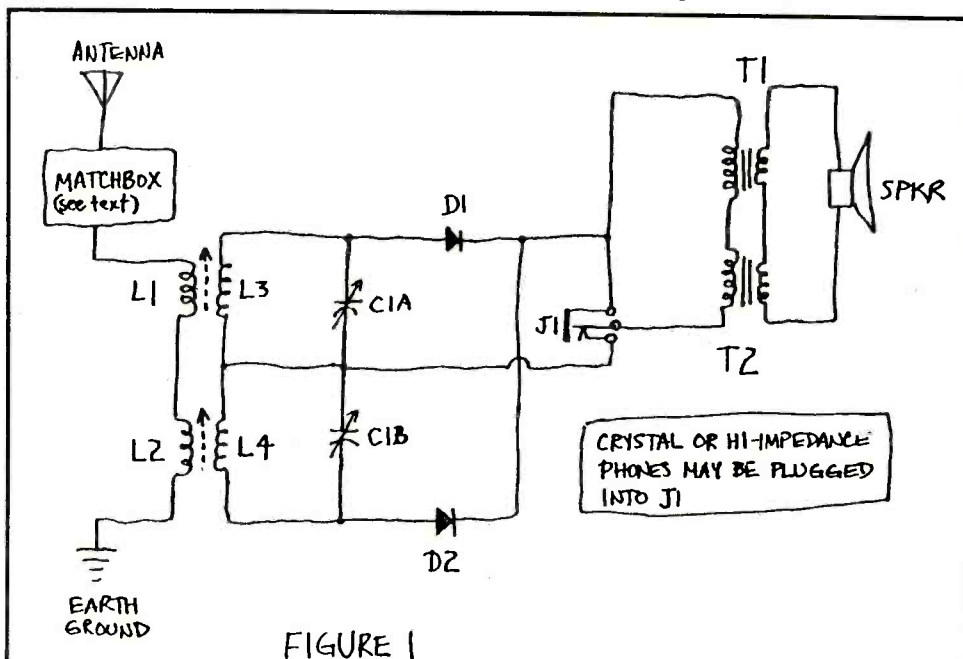 ANTENNA
MATCHBOX
(see text)
L1
L3
L2
L4
C1A
C1B
D1
D2
J1
T1
T2
SPKR
CRYSTAL OR HI-IMPEDANCE
PHONES MAY BE PLUGGED
INTO J1
EARTH
GROUND
FIGURE 1